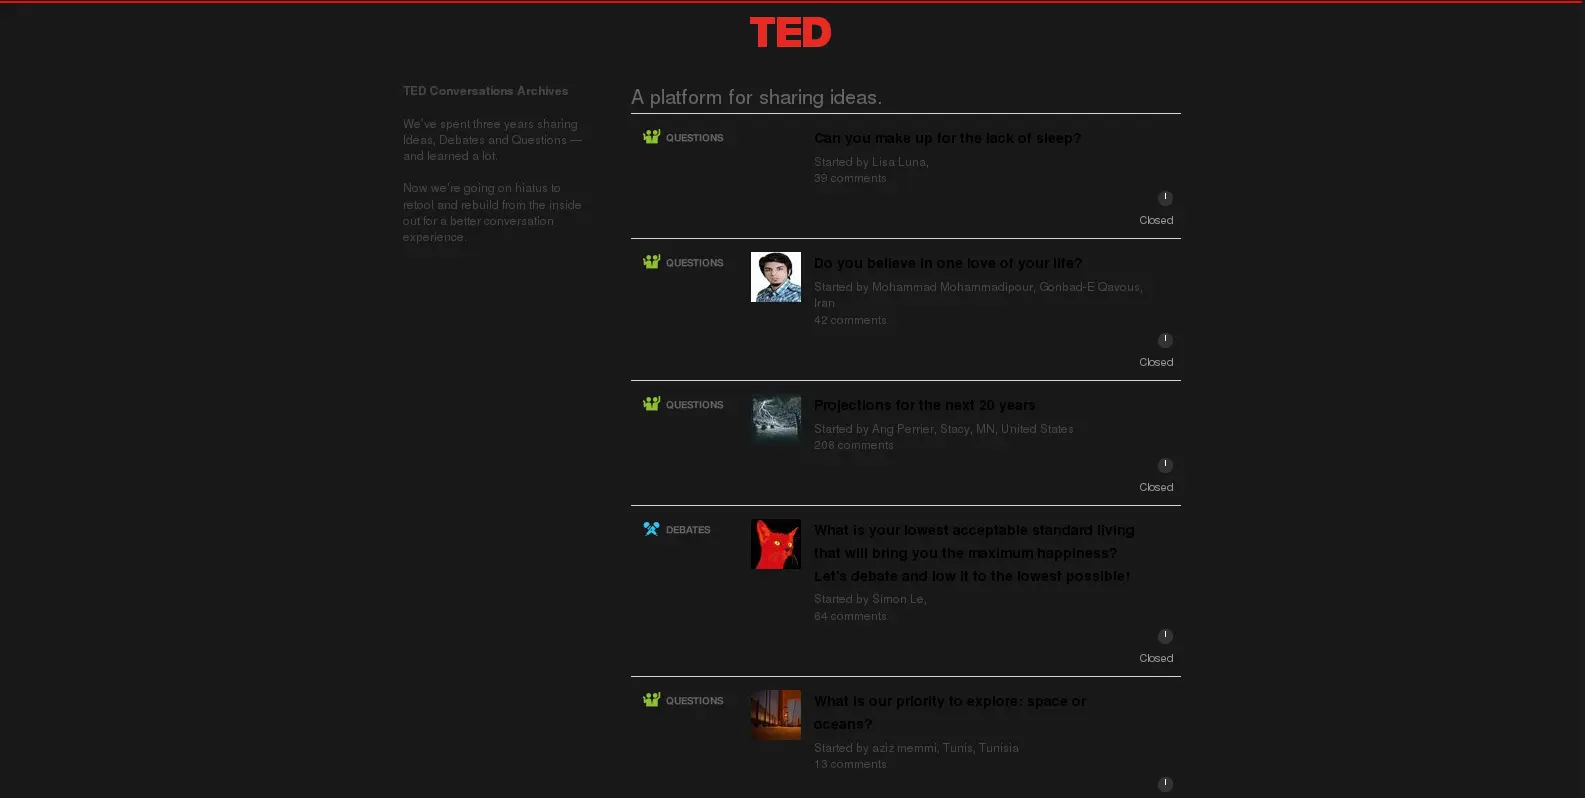 TED
TED Conversations Archives
We've spent three years sharing
Ideas, Debates and Questions —
and learned a lot.
Now we're going on hiatus to
retool and rebuild from the inside
out for a better conversation
experience.
A platform for sharing ideas.
QUESTIONS
Can you make up for the lack of sleep?
Started by Lisa Luna,
39 comments
Closed
QUESTIONS
Do you believe in one love of your life?
Started by Mohammad Mohammadipour, Gonbad-E Qavous,
Iran
42 comments
Closed
QUESTIONS
Projections for the next 20 years
Started by Ang Perrier, Stacy, MN, United States
208 comments
Closed
DEBATES
What is your lowest acceptable standard living
that will bring you the maximum happiness?
Let's debate and low it to the lowest possible!
Started by Simon Le,
64 comments
Closed
QUESTIONS
What is our priority to explore: space or
oceans?
Started by aziz memmi, Tunis, Tunisia
13 comments